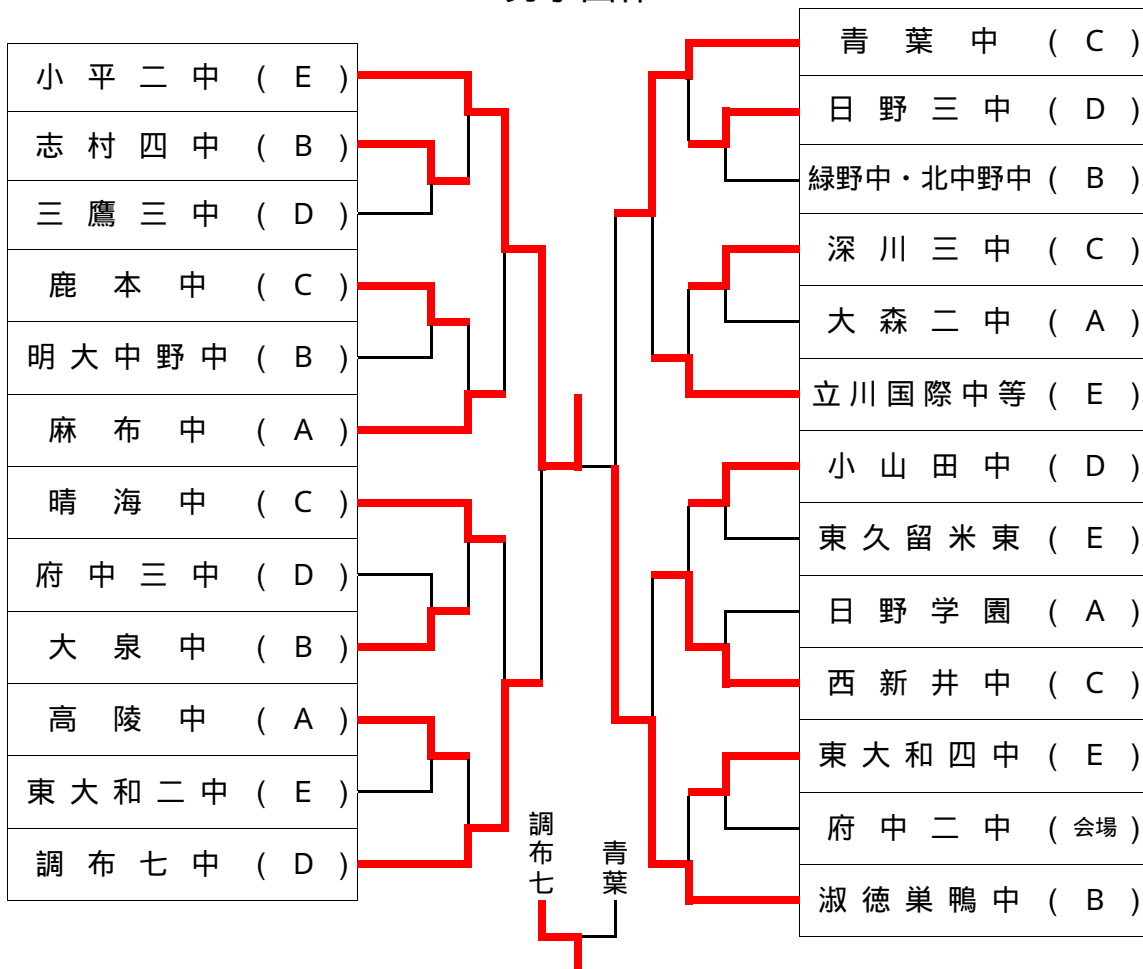 小平二中 ( E )
志村四中 ( B )
三鷹三中 ( D )
鹿本中 ( C )
明大中野中 ( B )
麻布中 ( A )
晴海中 ( C )
府中三中 ( D )
大泉中 ( B )
高陵中 ( A )
東大和二中 ( E )
調布七中 ( D )
調布七
青葉
青葉中 ( C )
日野三中 ( D )
緑野中・北中野中 ( B )
深川三中 ( C )
大森二中 ( A )
立川国際中等 ( E )
小山田中 ( D )
東久留米東 ( E )
日野学園 ( A )
西新井中 ( C )
東大和四中 ( E )
府中二中 ( 会場 )
淑徳巣鴨中 ( B )